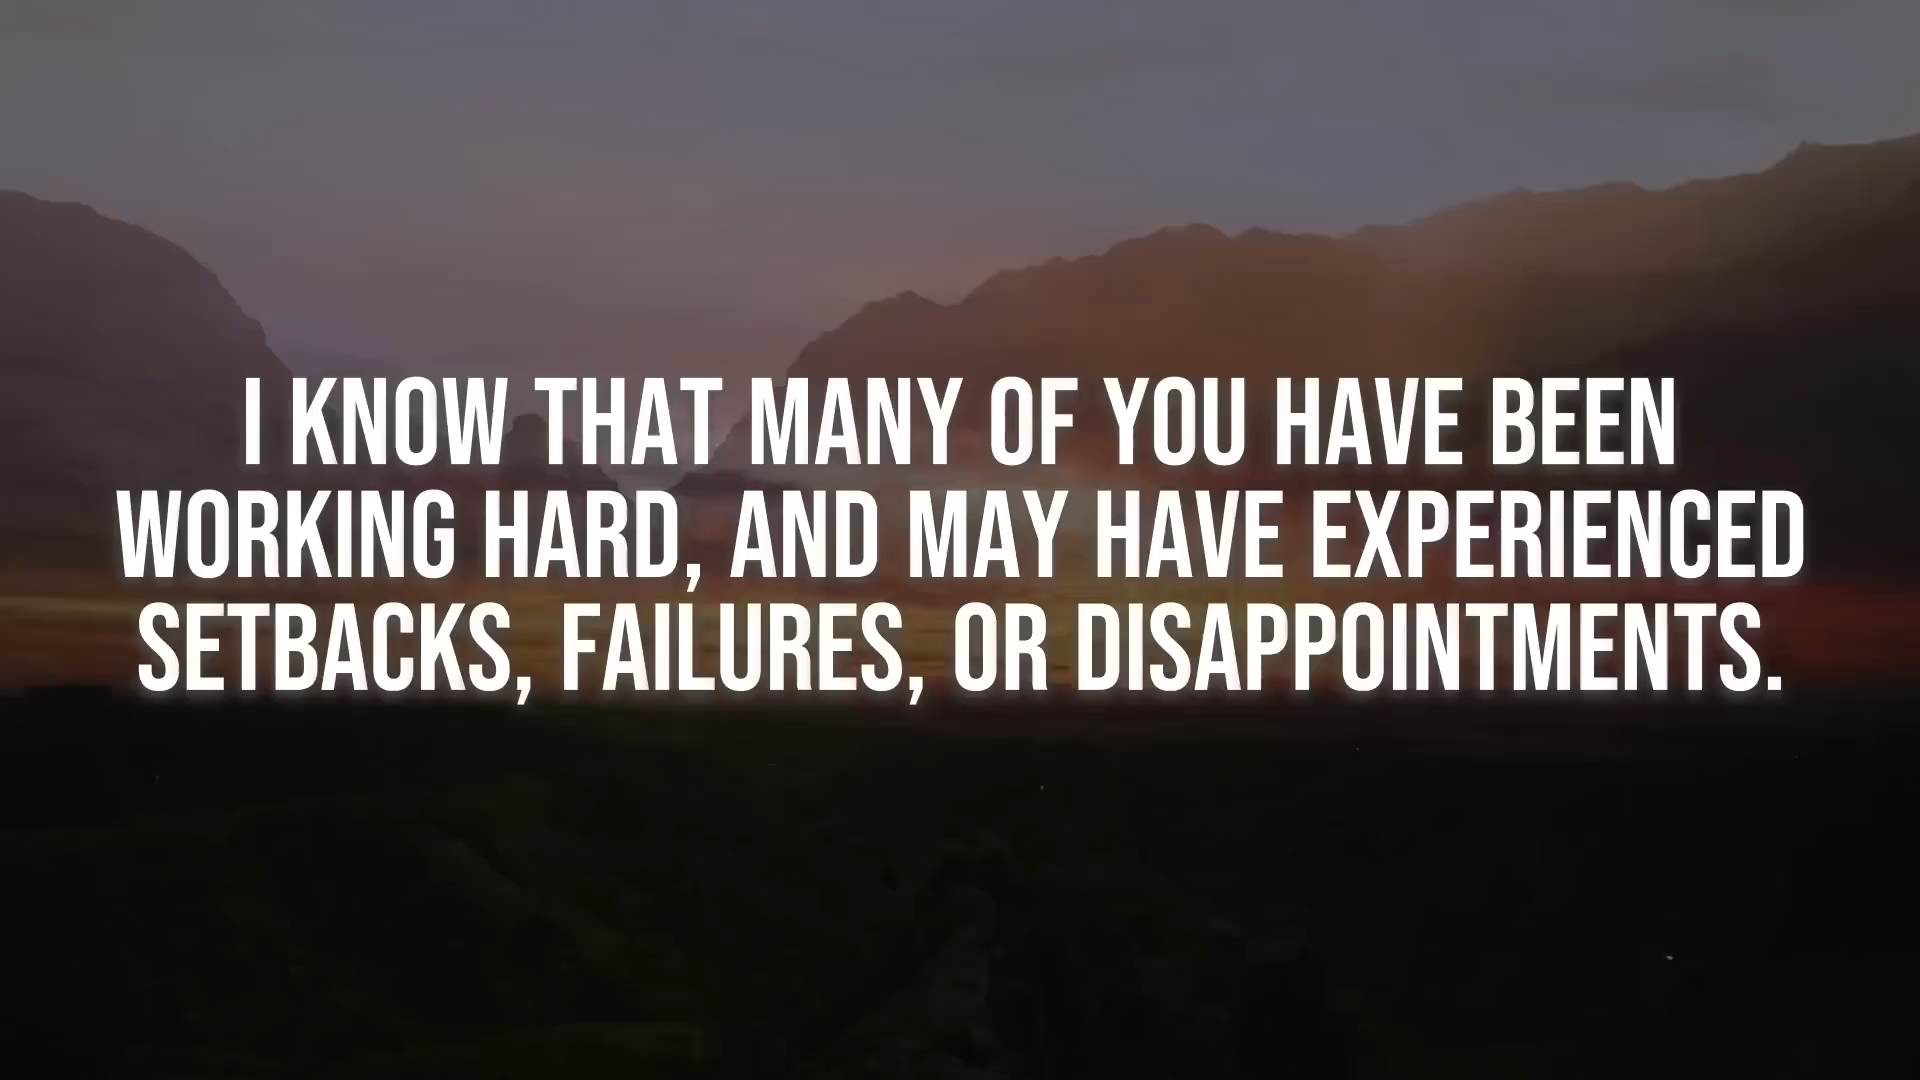 I KNOW THAT MANY OF YOU HAVE BEEN
WORKING HARD, AND MAY HAVE EXPERIENCED
SETBACKS, FAILURES, OR DISAPPOINTMENTS.